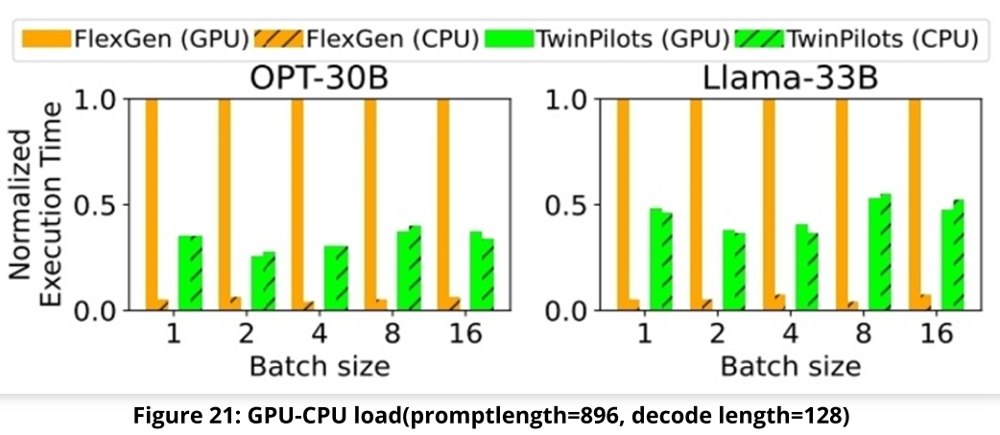 FlexGen (GPU) FlexGen (CPU) TwinPilots (GPU) TwinPilots (CPU)
OPT-30B
Normalized
Execution Time
1.0
0.5
0.0
1 2 4 8 16
Batch size
Llama-33B
1.0
0.5
0.0
1 2 4 8 16
Batch size
Figure 21: GPU-CPU load(promptlength=896, decode length=128)